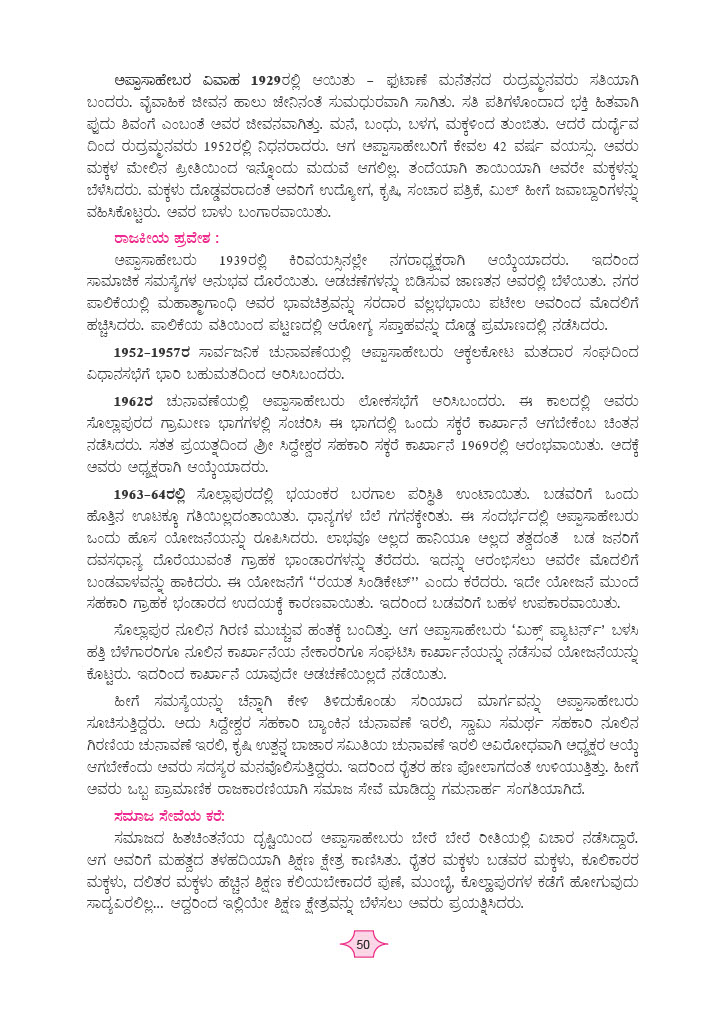 ಅಪ್ಪಾಸಾಹೇಬರ ವಿವಾಹ 1929ರಲ್ಲಿ ಆಯಿತು – ಫುಟಾಣೆ ಮನೆತನದ ರುದ್ರಮ್ಮನವರು ಸತಿಯಾಗಿ
ಬಂದರು. ವೈವಾಹಿಕ ಜೀವನ ಹಾಲು ಜೇನಿನಂತೆ ಸುಮಧುರವಾಗಿ ಸಾಗಿತು. ಸತಿ ಪತಿಗಳೊಂದಾದ ಭಕ್ತಿ ಹಿತವಾಗಿ
ಪ್ಪುದು ಶಿವಂಗೆ ಎಂಬಂತೆ ಅವರ ಜೀವನವಾಗಿತ್ತು. ಮನೆ, ಬಂಧು, ಬಳಗ, ಮಕ್ಕಳಿಂದ ತುಂಬಿತು. ಆದರೆ ದುರ್ದೈವ
ದಿಂದ ರುದ್ರಮ್ಮನವರು 1952ರಲ್ಲಿ ನಿಧನರಾದರು. ಆಗ ಅಪ್ಪಾಸಾಹೇಬರಿಗೆ ಕೇವಲ 42 ವರ್ಷ ವಯಸ್ಸು. ಅವರು
ಮಕ್ಕಳ ಮೇಲಿನ ಪ್ರೀತಿಯಿಂದ ಇನ್ನೊಂದು ಮದುವೆ ಆಗಲಿಲ್ಲ. ತಂದೆಯಾಗಿ ತಾಯಿಯಾಗಿ ಅವರೇ ಮಕ್ಕಳನ್ನು
ಬೆಳೆಸಿದರು. ಮಕ್ಕಳು ದೊಡ್ಡವರಾದಂತೆ ಅವರಿಗೆ ಉದ್ಯೋಗ, ಕೃಷಿ, ಸಂಚಾರ ಪತ್ರಿಕೆ, ಮಿಲ್ ಹೀಗೆ ಜವಾಬ್ದಾರಿಗಳನ್ನು
ವಹಿಸಿಕೊಟ್ಟರು. ಅವರ ಬಾಳು ಬಂಗಾರವಾಯಿತು.
ರಾಜಕೀಯ ಪ್ರವೇಶ :
ಅಪ್ಪಾಸಾಹೇಬರು 1939ರಲ್ಲಿ ಕಿರಿವಯಸ್ಸಿನಲ್ಲೇ ನಗರಾಧ್ಯಕ್ಷರಾಗಿ ಆಯ್ಕೆಯಾದರು. ಇದರಿಂದ
ಸಾಮಾಜಿಕ ಸಮಸ್ಯೆಗಳ ಅನುಭವ ದೊರೆಯಿತು. ಅಡಚಣೆಗಳನ್ನು ಬಿಡಿಸುವ ಜಾಣತನ ಅವರಲ್ಲಿ ಬೆಳೆಯಿತು. ನಗರ
ಪಾಲಿಕೆಯಲ್ಲಿ ಮಹಾತ್ಮಾಗಾಂಧಿ ಅವರ ಭಾವಚಿತ್ರವನ್ನು ಸರದಾರ ವಲ್ಲಭಭಾಯಿ ಪಟೇಲ ಅವರಿಂದ ಮೊದಲಿಗೆ
ಹಚ್ಚಿಸಿದರು. ಪಾಲಿಕೆಯ ವತಿಯಿಂದ ಪಟ್ಟಣದಲ್ಲಿ ಆರೋಗ್ಯ ಸಪ್ತಾಹವನ್ನು ದೊಡ್ಡ ಪ್ರಮಾಣದಲ್ಲಿ ನಡೆಸಿದರು.
1952–1957ರ ಸಾರ್ವಜನಿಕ ಚುನಾವಣೆಯಲ್ಲಿ ಅಪ್ಪಾಸಾಹೇಬರು ಅಕ್ಕಲಕೋಟ ಮತದಾರ ಸಂಘದಿಂದ
ವಿಧಾನಸಭೆಗೆ ಭಾರಿ ಬಹುಮತದಿಂದ ಆರಿಸಿಬಂದರು.
1962ರ ಚುನಾವಣೆಯಲ್ಲಿ ಅಪ್ಪಾಸಾಹೇಬರು ಲೋಕಸಭೆಗೆ ಆರಿಸಿಬಂದರು. ಈ ಕಾಲದಲ್ಲಿ ಅವರು
ಸೊಲ್ಲಾಪುರದ ಗ್ರಾಮೀಣ ಭಾಗಗಳಲ್ಲಿ ಸಂಚರಿಸಿ ಈ ಭಾಗದಲ್ಲಿ ಒಂದು ಸಕ್ಕರೆ ಕಾರ್ಖಾನೆ ಆಗಬೇಕೆಂಬ ಚಿಂತನ
ನಡೆಸಿದರು. ಸತತ ಪ್ರಯತ್ನದಿಂದ ಶ್ರೀ ಸಿದ್ಧೇಶ್ವರ ಸಹಕಾರಿ ಸಕ್ಕರೆ ಕಾರ್ಖಾನೆ 1969ರಲ್ಲಿ ಆರಂಭವಾಯಿತು. ಅದಕ್ಕೆ
ಅವರು ಅಧ್ಯಕ್ಷರಾಗಿ ಆಯ್ಕೆಯಾದರು.
1963–64ರಲ್ಲಿ ಸೊಲ್ಲಾಪುರದಲ್ಲಿ ಭಯಂಕರ ಬರಗಾಲ ಪರಿಸ್ಥಿತಿ ಉಂಟಾಯಿತು. ಬಡವರಿಗೆ ಒಂದು
ಹೊತ್ತಿನ ಊಟಕ್ಕೂ ಗತಿಯಿಲ್ಲದಂತಾಯಿತು. ಧಾನ್ಯಗಳ ಬೆಲೆ ಗಗನಕ್ಕೇರಿತು. ಈ ಸಂದರ್ಭದಲ್ಲಿ ಅಪ್ಪಾಸಾಹೇಬರು
ಒಂದು ಹೊಸ ಯೋಜನೆಯನ್ನು ರೂಪಿಸಿದರು. ಲಾಭವೂ ಅಲ್ಲದ ಹಾನಿಯೂ ಅಲ್ಲದ ತತ್ವದಂತೆ ಬಡ ಜನರಿಗೆ
ದವಸಧಾನ್ಯ ದೊರೆಯುವಂತೆ ಗ್ರಾಹಕ ಭಾಂಡಾರಗಳನ್ನು ತೆರೆದರು. ಇದನ್ನು ಆರಂಭಿಸಲು ಅವರೇ ಮೊದಲಿಗೆ
ಬಂಡವಾಳವನ್ನು ಹಾಕಿದರು. ಈ ಯೋಜನೆಗೆ ‘‘ರಯತ ಸಿಂಡಿಕೇಟ್’’ ಎಂದು ಕರೆದರು. ಇದೇ ಯೋಜನೆ ಮುಂದೆ
ಸಹಕಾರಿ ಗ್ರಾಹಕ ಭಂಡಾರದ ಉದಯಕ್ಕೆ ಕಾರಣವಾಯಿತು. ಇದರಿಂದ ಬಡವರಿಗೆ ಬಹಳ ಉಪಕಾರವಾಯಿತು.
ಸೊಲ್ಲಾಪುರ ನೂಲಿನ ಗಿರಣಿ ಮುಚ್ಚುವ ಹಂತಕ್ಕೆ ಬಂದಿತ್ತು. ಆಗ ಅಪ್ಪಾಸಾಹೇಬರು ‘ಮಿಕ್ಸ್ ಪ್ಯಾಟರ್ನ್’ ಬಳಸಿ
ಹತ್ತಿ ಬೆಳೆಗಾರರಿಗೂ ನೂಲಿನ ಕಾರ್ಖಾನೆಯ ನೇಕಾರರಿಗೂ ಸಂಘಟಿಸಿ ಕಾರ್ಖಾನೆಯನ್ನು ನಡೆಸುವ ಯೋಜನೆಯನ್ನು
ಕೊಟ್ಟರು. ಇದರಿಂದ ಕಾರ್ಖಾನೆ ಯಾವುದೇ ಅಡಚಣೆಯಿಲ್ಲದೆ ನಡೆಯಿತು.
ಹೀಗೆ ಸಮಸ್ಯೆಯನ್ನು ಚೆನ್ನಾಗಿ ಕೇಳಿ ತಿಳಿದುಕೊಂಡು ಸರಿಯಾದ ಮಾರ್ಗವನ್ನು ಅಪ್ಪಾಸಾಹೇಬರು
ಸೂಚಿಸುತ್ತಿದ್ದರು. ಅದು ಸಿದ್ದೇಶ್ವರ ಸಹಕಾರಿ ಬ್ಯಾಂಕಿನ ಚುನಾವಣೆ ಇರಲಿ, ಸ್ವಾಮಿ ಸಮರ್ಥ ಸಹಕಾರಿ ನೂಲಿನ
ಗಿರಣಿಯ ಚುನಾವಣೆ ಇರಲಿ, ಕೃಷಿ ಉತ್ಪನ್ನ ಬಾಜಾರ ಸಮಿತಿಯ ಚುನಾವಣೆ ಇರಲಿ ಅವಿರೋಧವಾಗಿ ಅಧ್ಯಕ್ಷರ ಆಯ್ಕೆ
ಆಗಬೇಕೆಂದು ಅವರು ಸದಸ್ಯರ ಮನವೊಲಿಸುತ್ತಿದ್ದರು. ಇದರಿಂದ ರೈತರ ಹಣ ಪೋಲಾಗದಂತೆ ಉಳಿಯುತ್ತಿತ್ತು. ಹೀಗೆ
ಅವರು ಒಬ್ಬ ಪ್ರಾಮಾಣಿಕ ರಾಜಕಾರಣಿಯಾಗಿ ಸಮಾಜ ಸೇವೆ ಮಾಡಿದ್ದು ಗಮನಾರ್ಹ ಸಂಗತಿಯಾಗಿದೆ.
ಸಮಾಜ ಸೇವೆಯ ಕರೆ:
ಸಮಾಜದ ಹಿತಚಿಂತನೆಯ ದೃಷ್ಟಿಯಿಂದ ಅಪ್ಪಾಸಾಹೇಬರು ಬೇರೆ ಬೇರೆ ರೀತಿಯಲ್ಲಿ ವಿಚಾರ ನಡೆಸಿದ್ದಾರೆ.
ಆಗ ಅವರಿಗೆ ಮಹತ್ವದ ತಳಹದಿಯಾಗಿ ಶಿಕ್ಷಣ ಕ್ಷೇತ್ರ ಕಾಣಿಸಿತು. ರೈತರ ಮಕ್ಕಳು ಬಡವರ ಮಕ್ಕಳು, ಕೂಲಿಕಾರರ
ಮಕ್ಕಳು, ದಲಿತರ ಮಕ್ಕಳು ಹೆಚ್ಚಿನ ಶಿಕ್ಷಣ ಕಲಿಯಬೇಕಾದರೆ ಪುಣೆ, ಮುಂಬೈ, ಕೊಲ್ಹಾಪುರಗಳ ಕಡೆಗೆ ಹೋಗುವುದು
ಸಾಧ್ಯವಿರಲಿಲ್ಲ... ಆದ್ದರಿಂದ ಇಲ್ಲಿಯೇ ಶಿಕ್ಷಣ ಕ್ಷೇತ್ರವನ್ನು ಬೆಳೆಸಲು ಅವರು ಪ್ರಯತ್ನಿಸಿದರು.
50